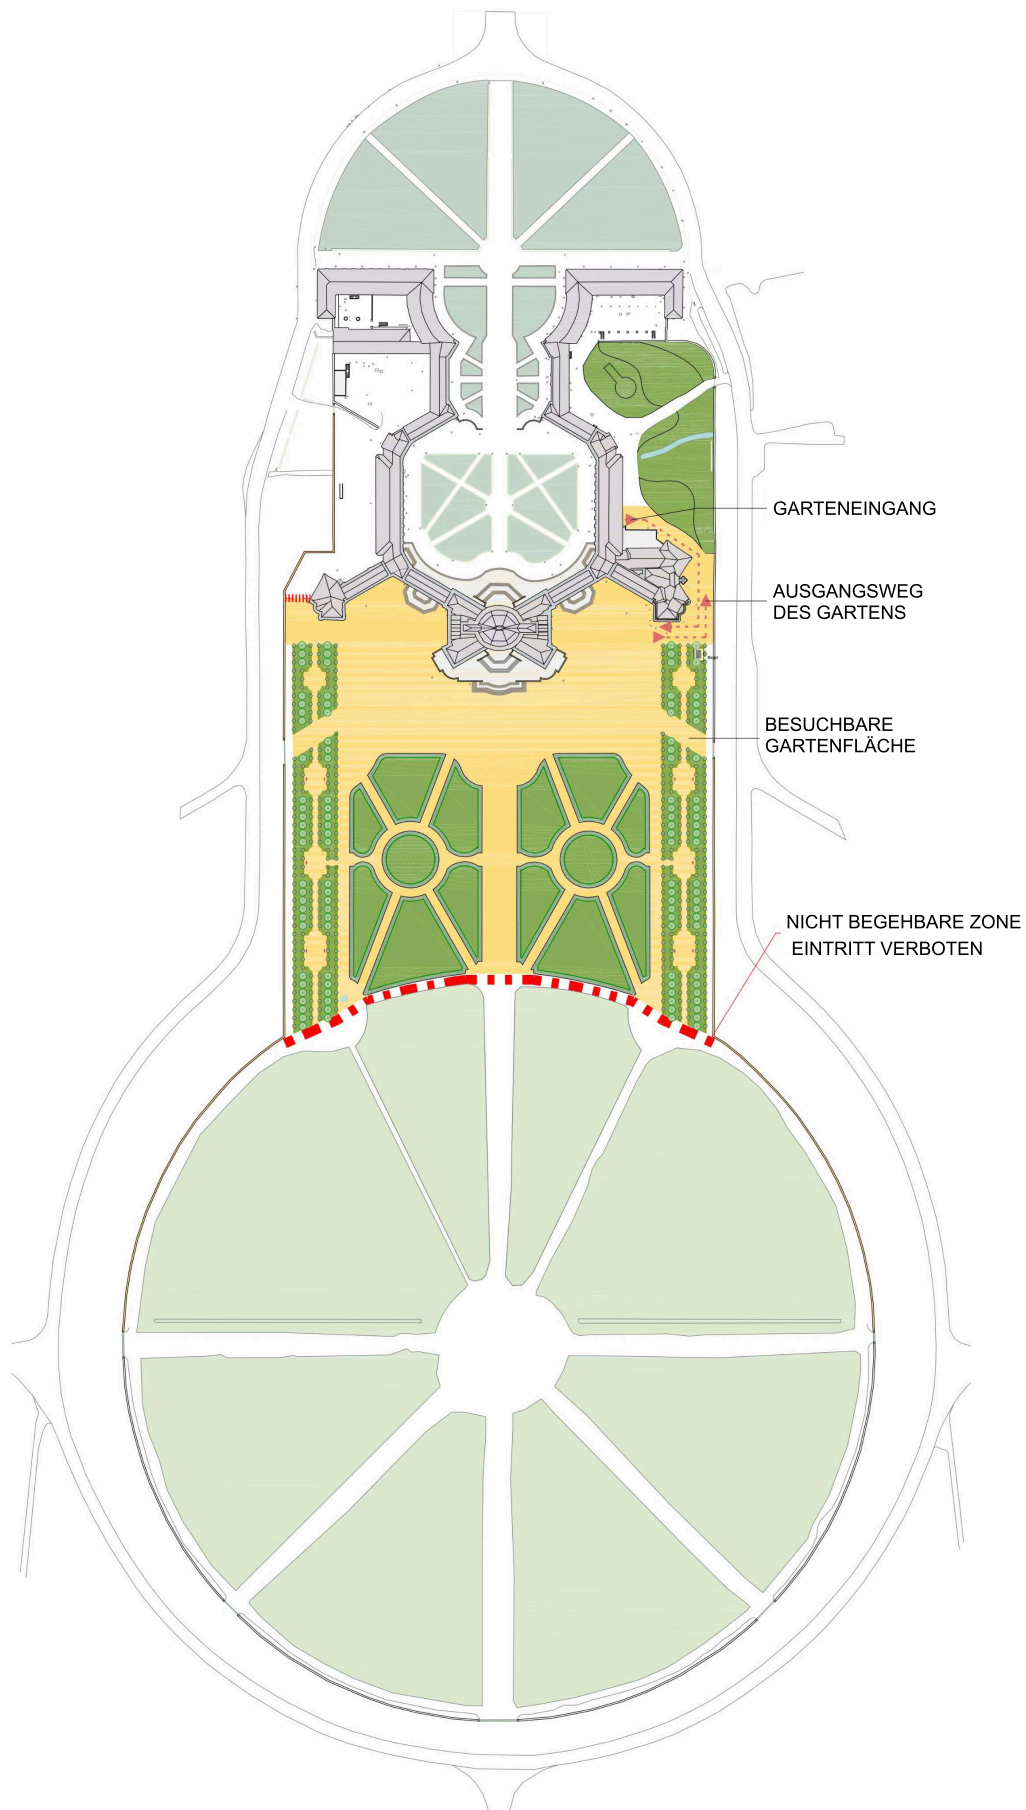 GARTENEINGANG
AUSGANGSWEG
DES GARTENS
BESUCHBARE
GARTENFLÄCHE
NICHT BEGEHBARE ZONE
EINTRITT VERBOTEN